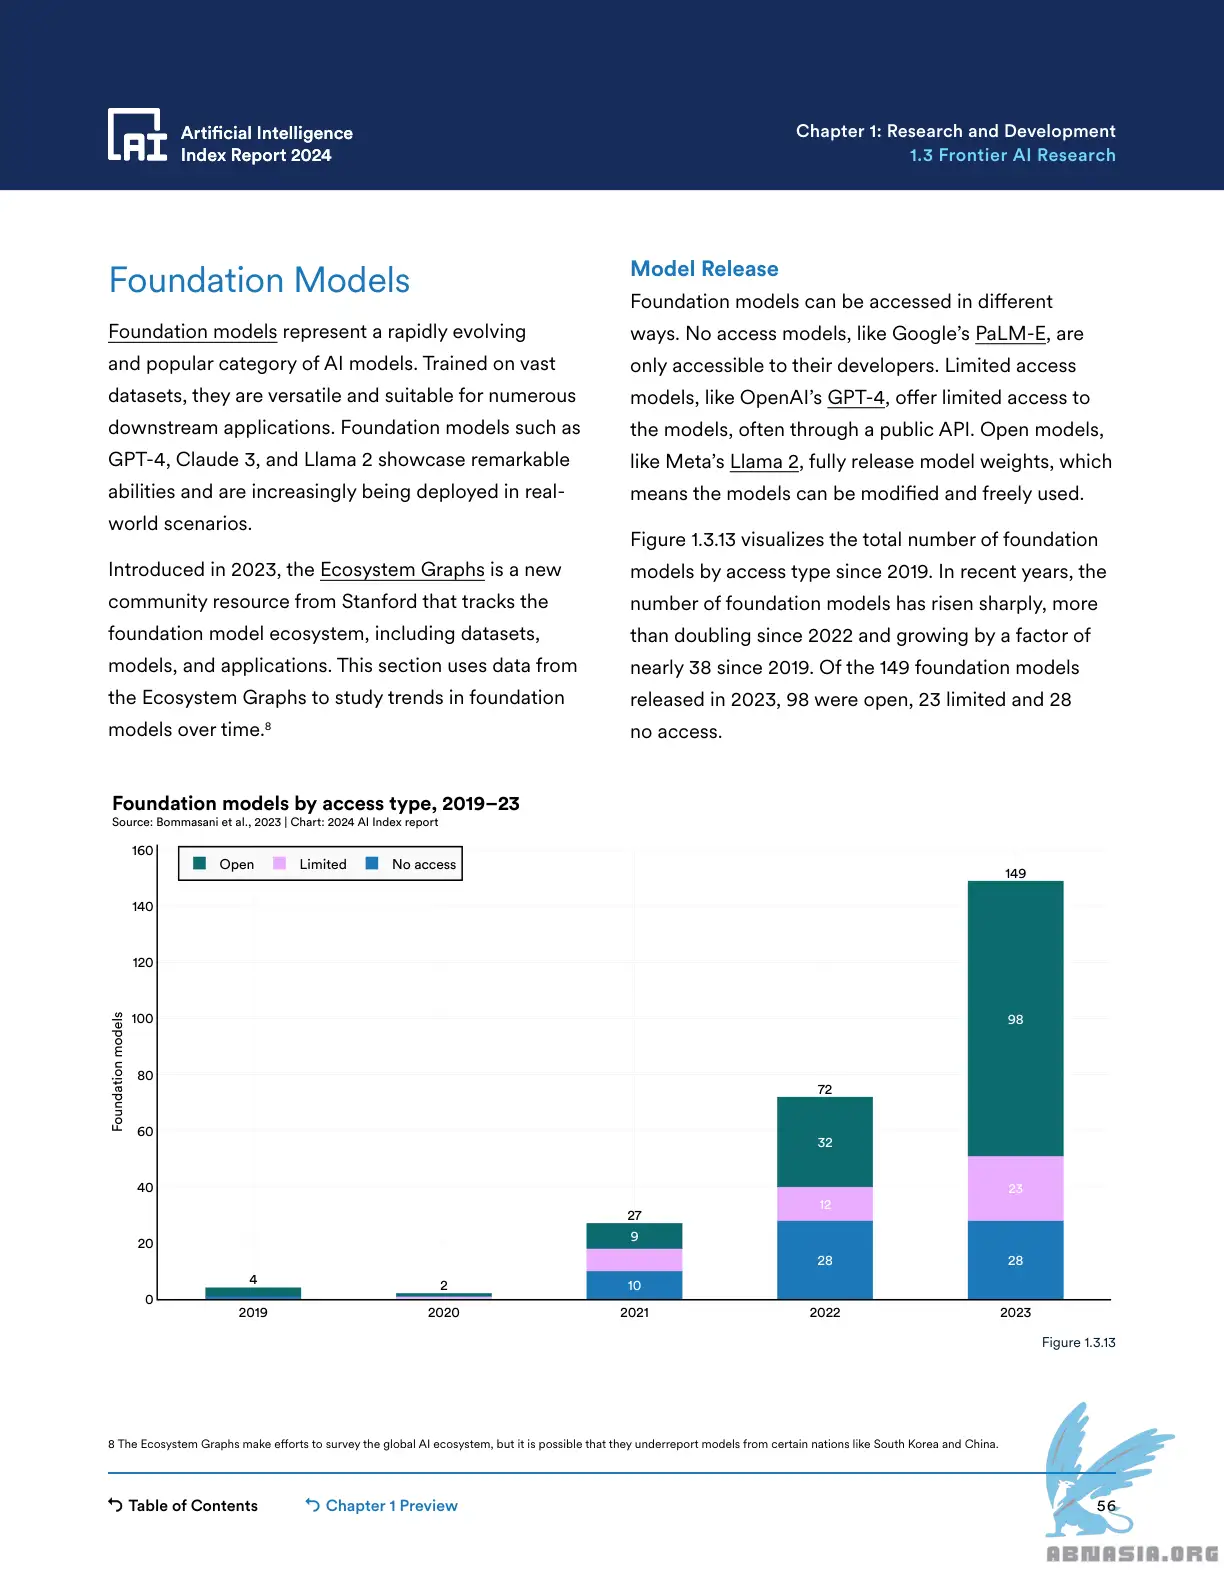 Artificial Intelligence
Index Report 2024
Chapter 1: Research and Development
1.3 Frontier AI Research
Foundation Models
Foundation models represent a rapidly evolving
and popular category of AI models. Trained on vast
datasets, they are versatile and suitable for numerous
downstream applications. Foundation models such as
GPT-4, Claude 3, and Llama 2 showcase remarkable
abilities and are increasingly being deployed in real-
world scenarios.
Introduced in 2023, the Ecosystem Graphs is a new
community resource from Stanford that tracks the
foundation model ecosystem, including datasets,
models, and applications. This section uses data from
the Ecosystem Graphs to study trends in foundation
models over time.⁸
Model Release
Foundation models can be accessed in different
ways. No access models, like Google’s PaLM-E, are
only accessible to their developers. Limited access
models, like OpenAI’s GPT-4, offer limited access to
the models, often through a public API. Open models,
like Meta’s Llama 2, fully release model weights, which
means the models can be modified and freely used.
Figure 1.3.13 visualizes the total number of foundation
models by access type since 2019. In recent years, the
number of foundation models has risen sharply, more
than doubling since 2022 and growing by a factor of
nearly 38 since 2019. Of the 149 foundation models
released in 2023, 98 were open, 23 limited and 28
no access.
Foundation models by access type, 2019–23
Source: Bommasani et al., 2023 | Chart: 2024 AI Index report
Open Limited No access
Foundation models
160
140
120
100
80
60
40
20
0
4
2
27
9
10
72
32
12
28
149
98
23
28
2019 2020 2021 2022 2023
Figure 1.3.13
8 The Ecosystem Graphs make efforts to survey the global AI ecosystem, but it is possible that they underreport models from certain nations like South Korea and China.
Table of Contents
Chapter 1 Preview
56
ABNASIA.ORG